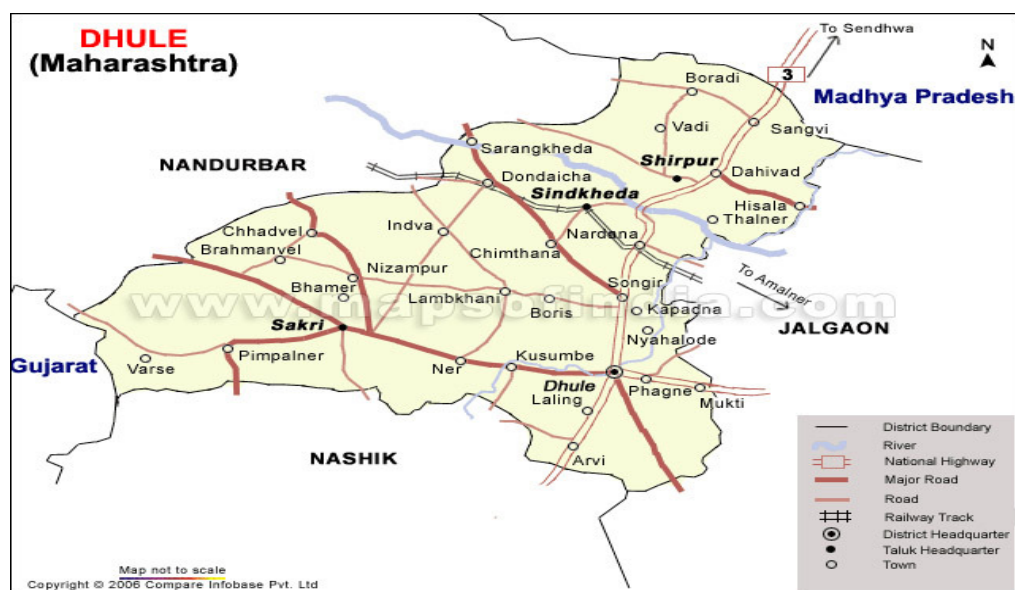 DHULE
(Maharashtra)
To Sendhwa
N
3
Madhya Pradesh
Boradi
Vadi
Sangvi
Sarangkheda
NANDURBAR
Shirpur
Dahivad
Dondaicha
Sindkheda
Hisala
Thalner
Chhadvel
Indva
Nardana
Brahmanvel
Chimthana
Nizampur
To Amalner
Songir
Bhamer
Lambkhani
www.mapsofindia.com
Boris
Kapadna
Sakri
JALGAON
Nyahalode
Gujarat
Varse
Pimpalner
Ner
Kusumbe
Dhule
Phagne
Laling
Mukti
NASHIK
Arvi
District Boundary
River
National Highway
Major Road
Road
Railway Track
District Headquarter
Taluk Headquarter
Town
Map not to scale
Copyright © 2006 Compare Infobase Pvt. Ltd